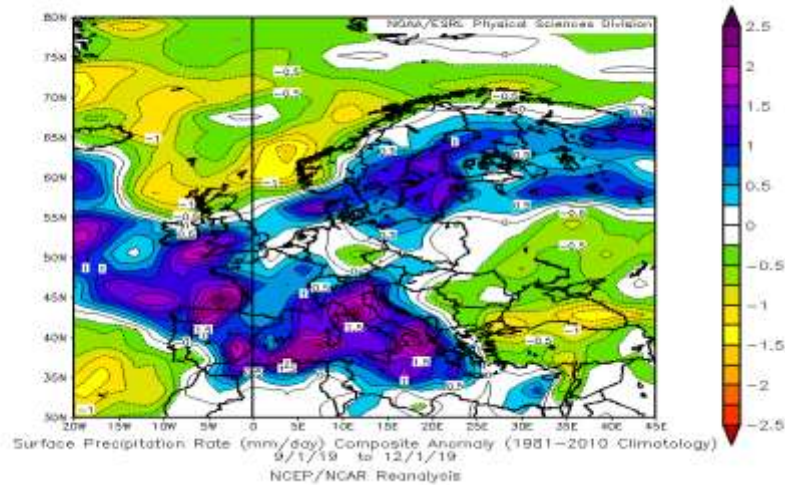 NOAA/ESRL Physical Sciences Division
80N
75N
70N
65N
60N
55N
50N
45N
40N
35N
30N
20W 15W 10W 5W 0 5E 10E 15E 20E 25E 30E 35E 40E 45E
2.5
2
1.5
1
0.5
0
-0.5
-1
-1.5
-2
-2.5
Surface Precipitation Rate (mm/day) Composite Anomaly (1981-2010 Climatology)
9/1/19 to 12/1/19
NCEP/NCAR Reanalysis